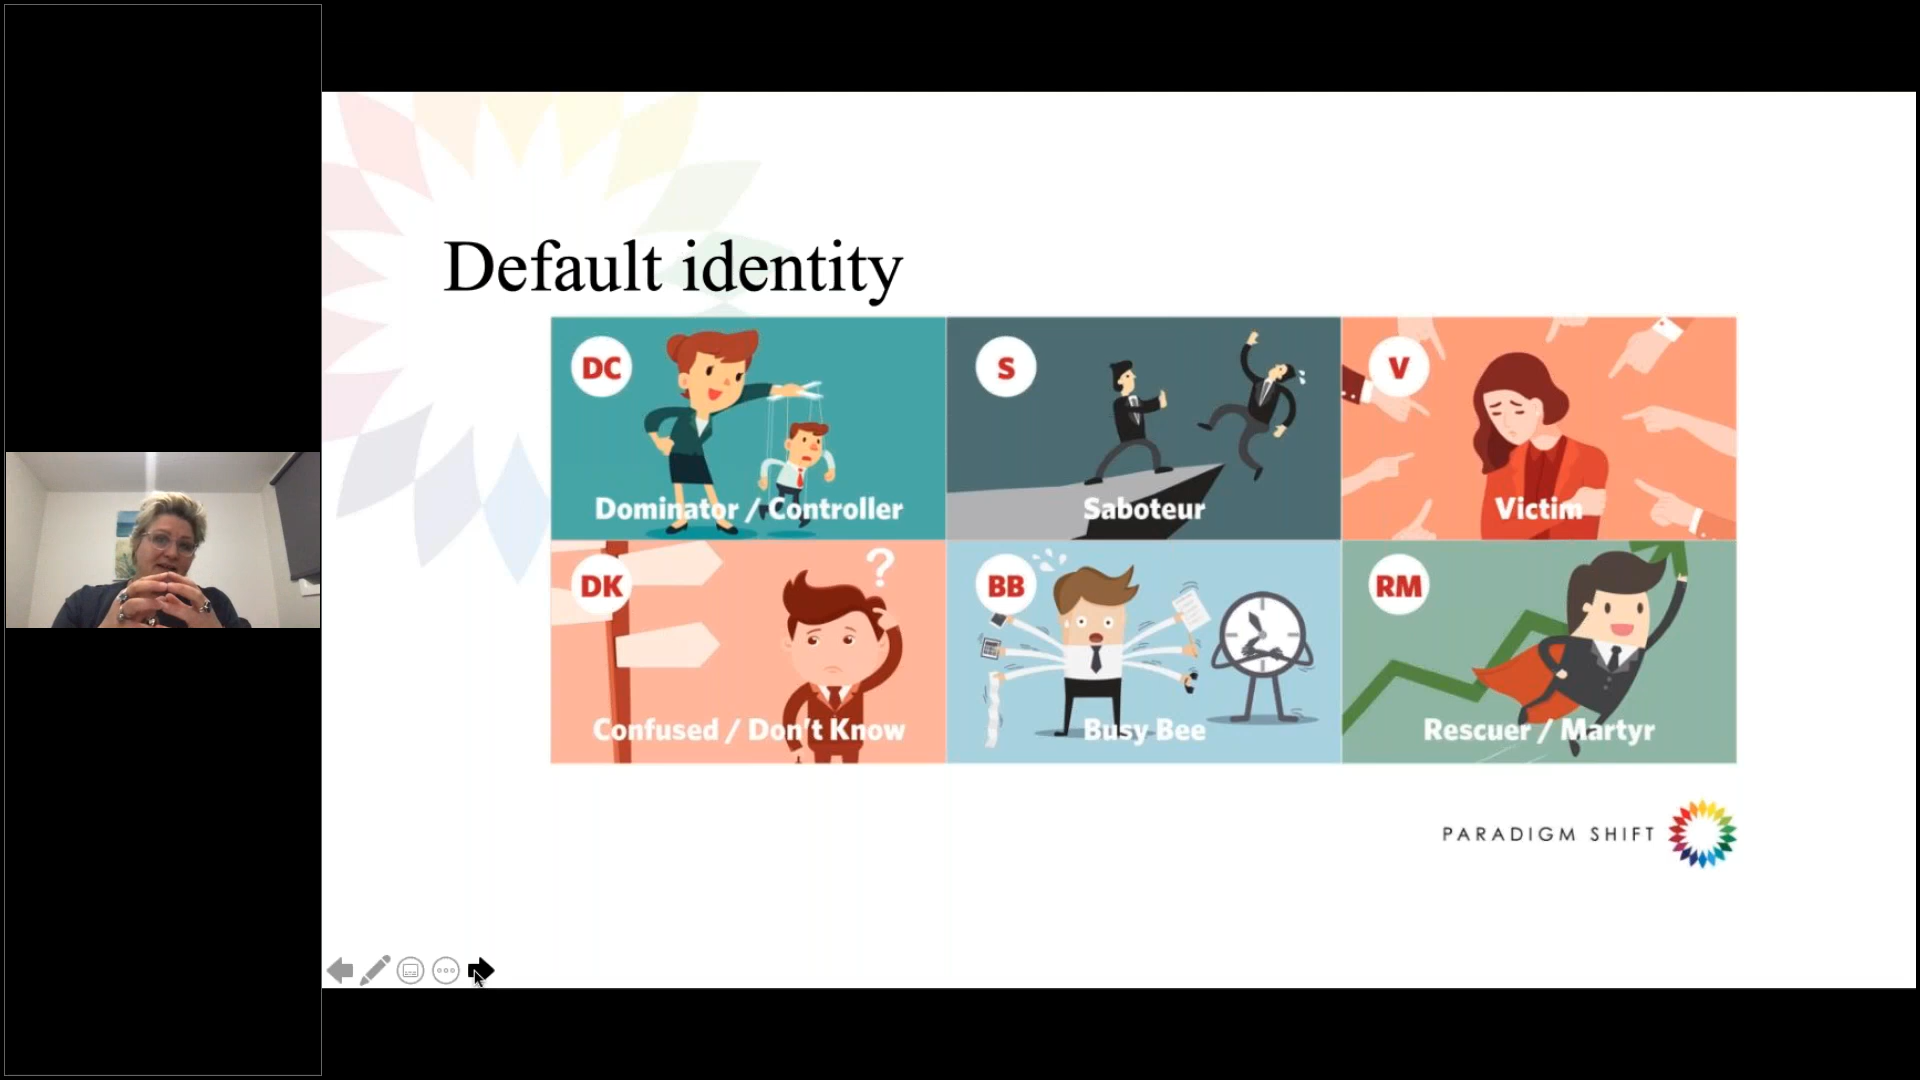 Default identity
DC
Dominator / Controller
S
Saboteur
V
Victim
DK
?
Confused / Don't Know
BB
Busy Bee
RM
Rescuer / Martyr
PARADIGM SHIFT